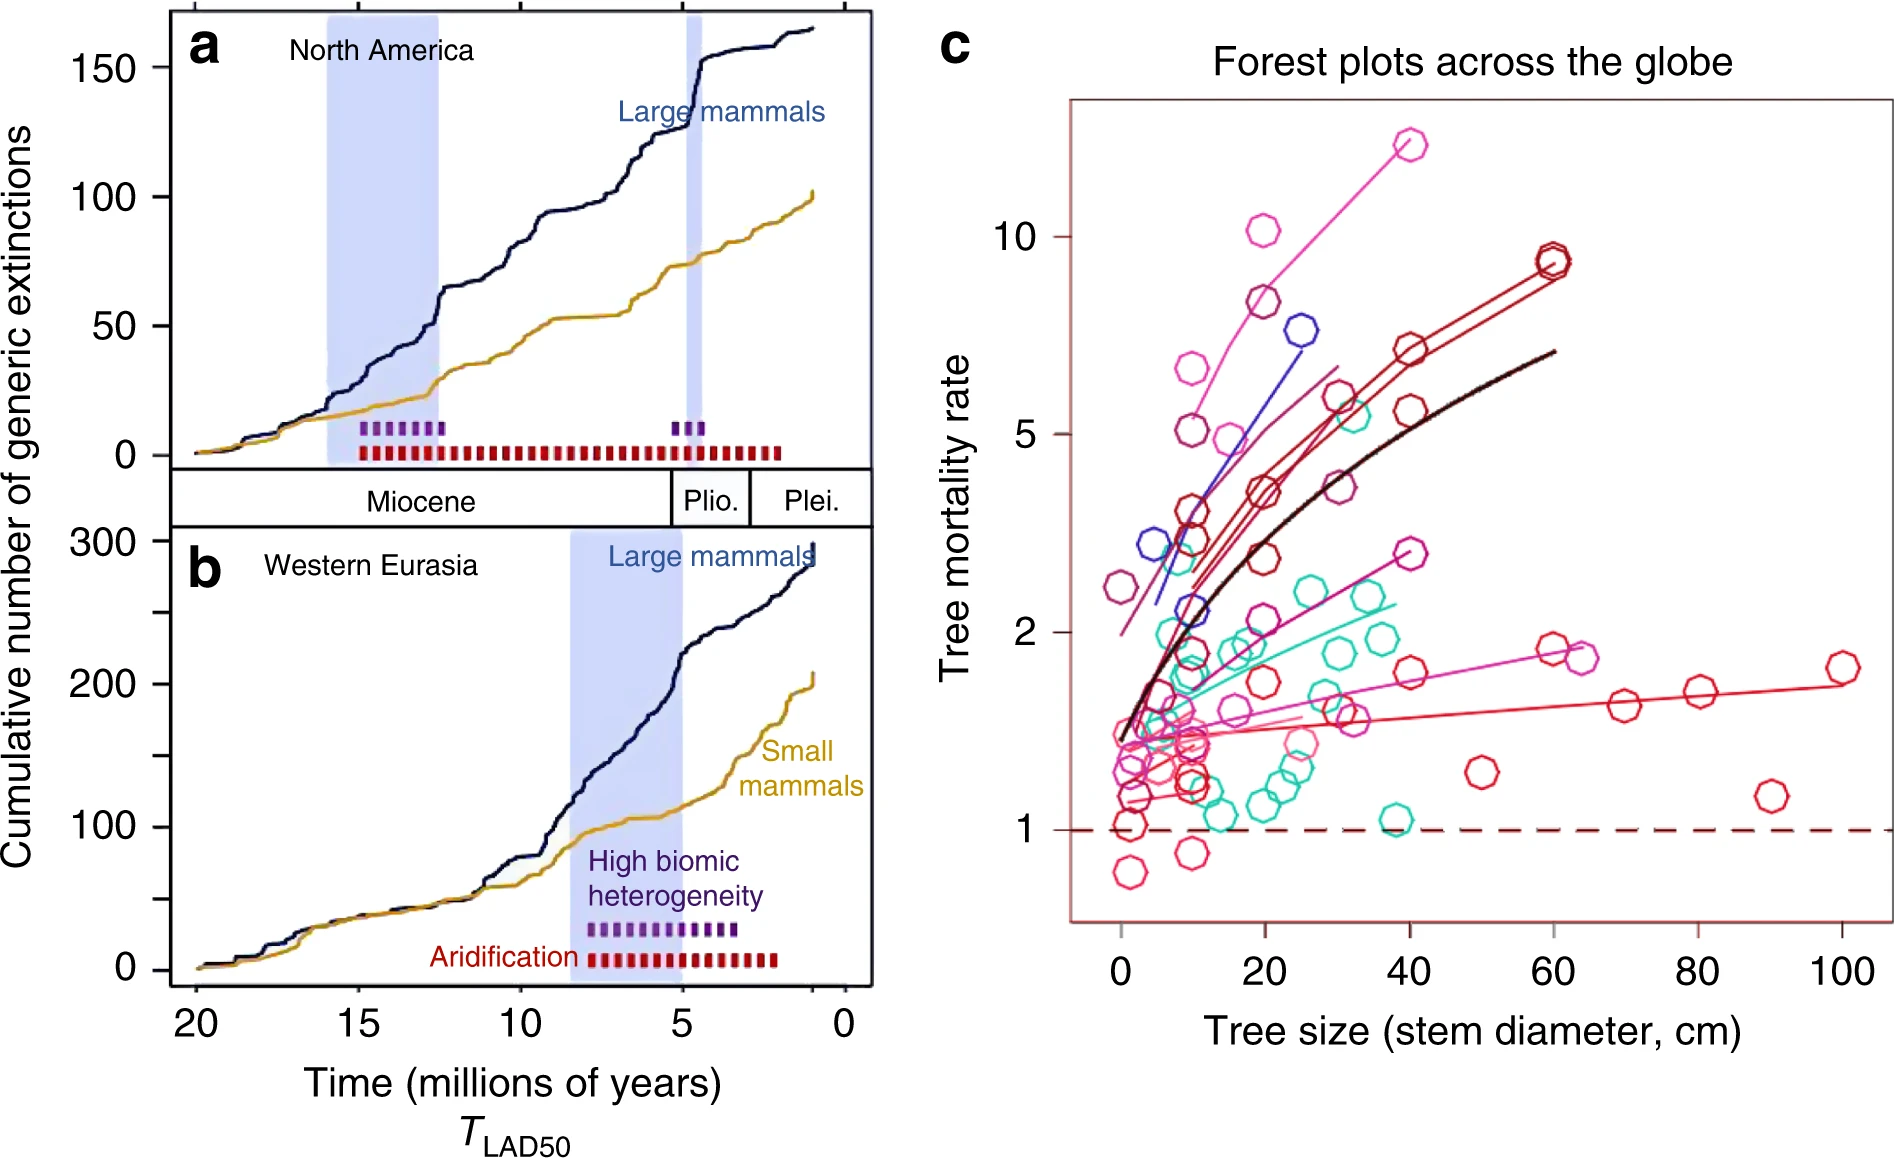 a
North America
Large mammals
150
100
50
0
Cumulative number of generic extinctions
Miocene
Plio.
Plei.
b
Western Eurasia
Large mammals
Small
mammals
High biomic
heterogeneity
Aridification
300
200
100
0
20
15
10
5
0
Time (millions of years)
TLAD50
c
Forest plots across the globe
Tree mortality rate
10
5
2
1
0
20
40
60
80
100
Tree size (stem diameter, cm)